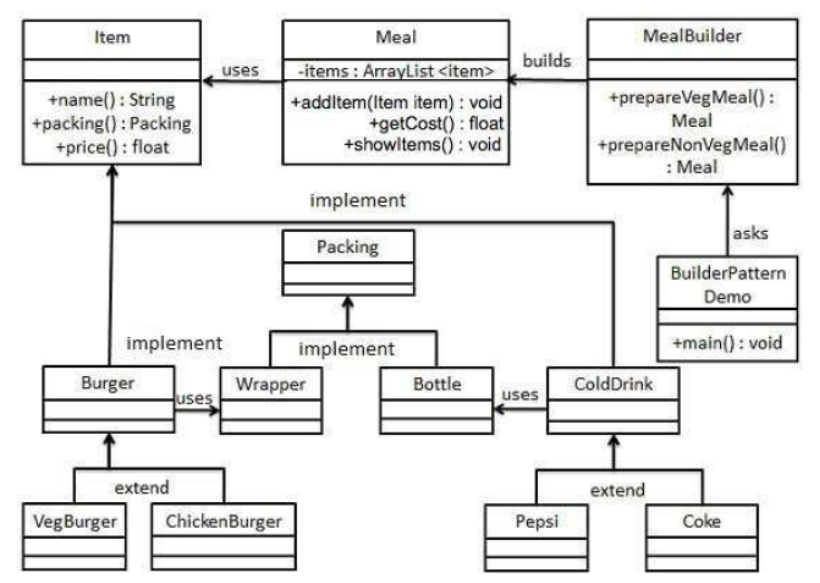 Item
+name() : String
+packing() : Packing
+price() : float
uses
Meal
-items : ArrayList <item>
+addItem(Item item) : void
+getCost() : float
+showItems() : void
builds
MealBuilder
+prepareVegMeal() :
Meal
+prepareNonVegMeal()
: Meal
implement
asks
Packing
BuilderPattern
Demo
+main() : void
implement
implement
Burger
uses
Wrapper
Bottle
uses
ColdDrink
extend
extend
VegBurger
ChickenBurger
Pepsi
Coke